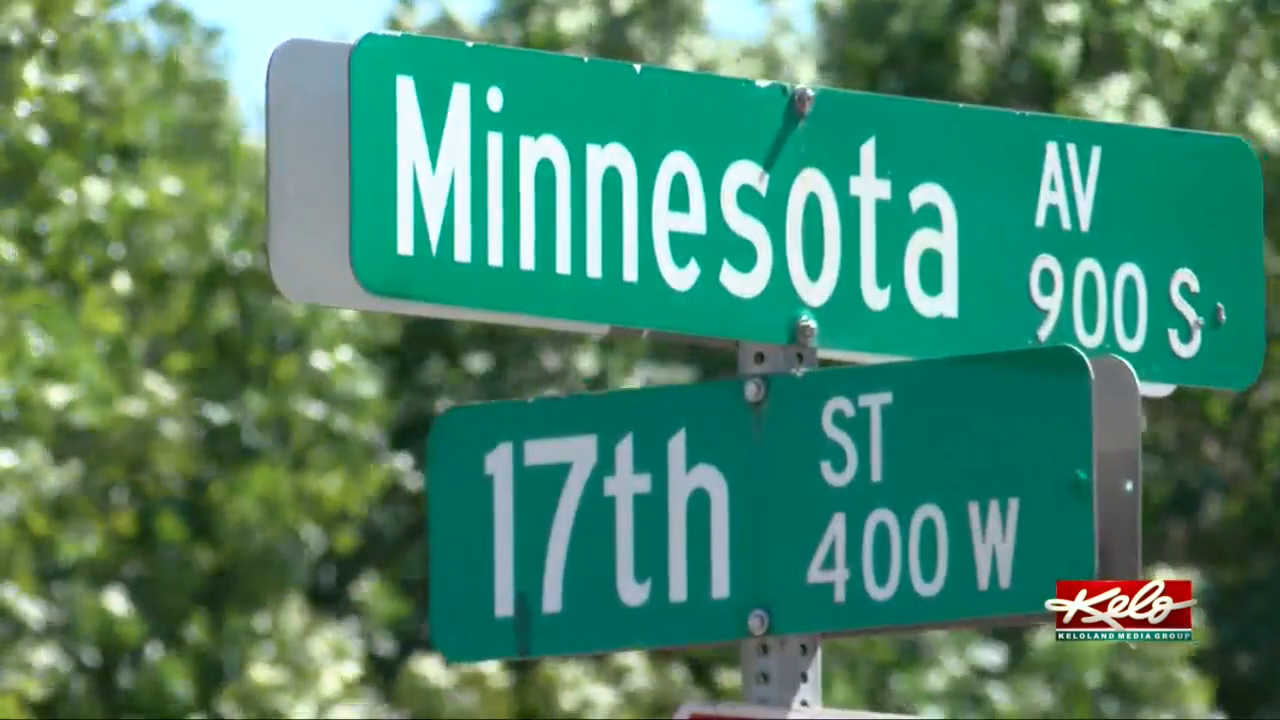 Minnesota AV
900 S
17th ST
400 W
Kelo
KELOLAND MEDIA GROUP